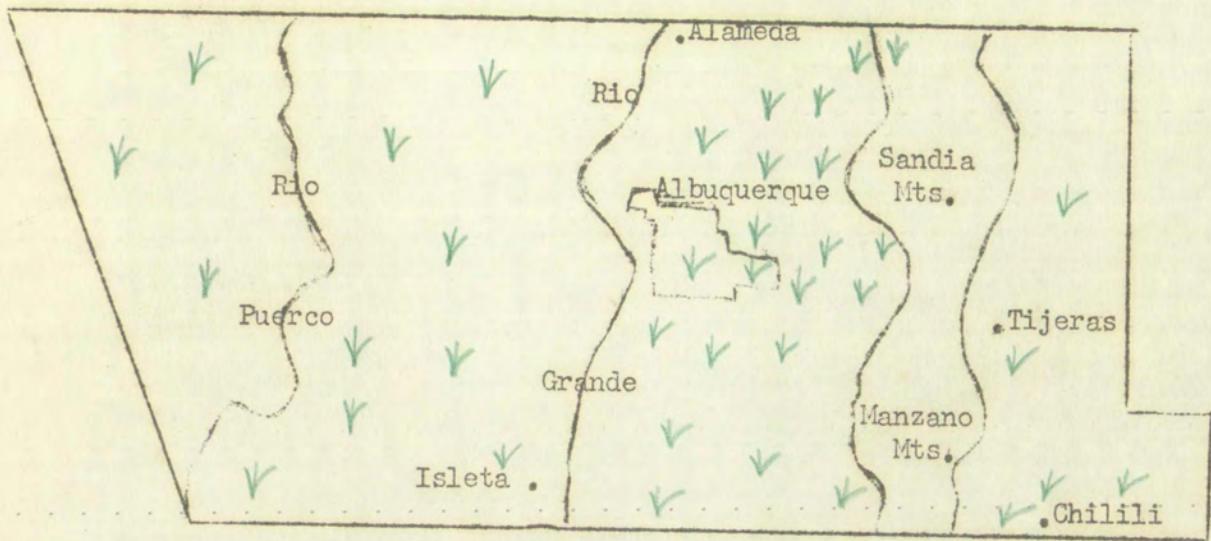 Alameda
Rio
Sandia
Mts.
Rio
Albuquerque
Puerco
Tijeras
Grande
Manzano
Mts.
Isleta
Chilili